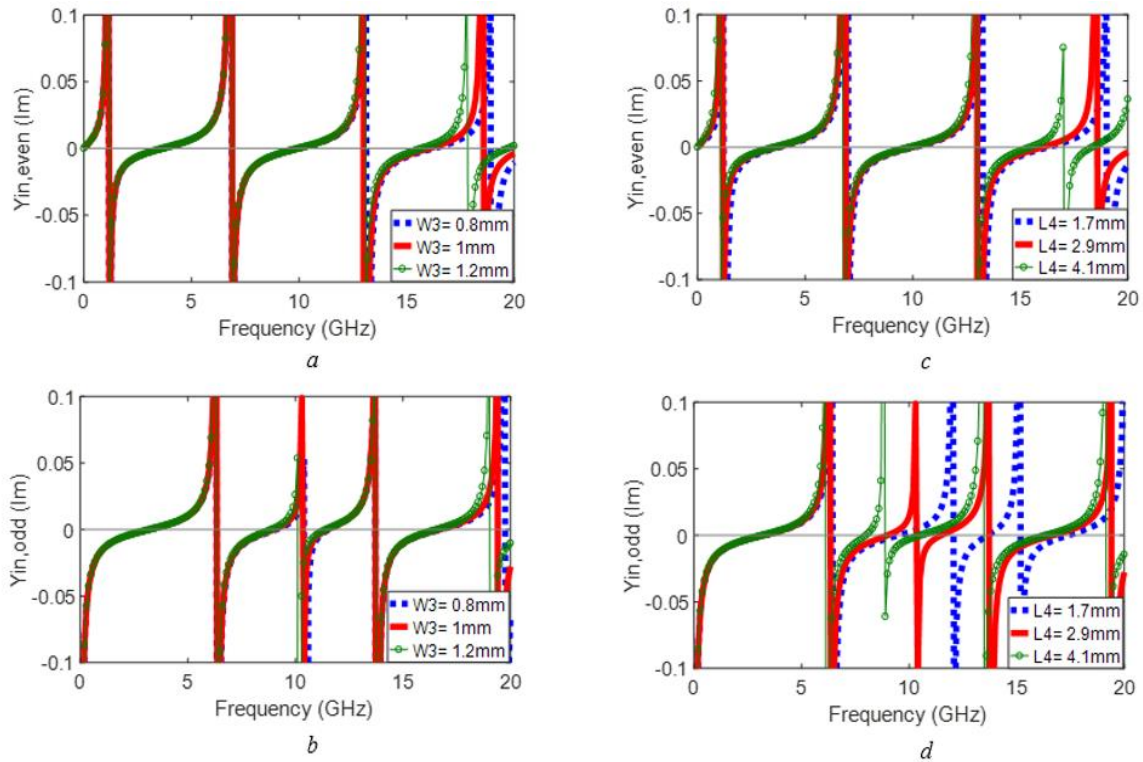 Yin,even (Im)
0.1
0.05
0
-0.05
-0.1
W3= 0.8mm
W3= 1mm
W3= 1.2mm
0 5 10 15 20
Frequency (GHz)
a
Yin,even (Im)
0.1
0.05
0
-0.05
-0.1
L4= 1.7mm
L4= 2.9mm
L4= 4.1mm
0 5 10 15 20
Frequency (GHz)
c
Yin,odd (Im)
0.1
0.05
0
-0.05
-0.1
W3= 0.8mm
W3= 1mm
W3= 1.2mm
0 5 10 15 20
Frequency (GHz)
b
Yin,odd (Im)
0.1
0.05
0
-0.05
-0.1
L4= 1.7mm
L4= 2.9mm
L4= 4.1mm
0 5 10 15 20
Frequency (GHz)
d